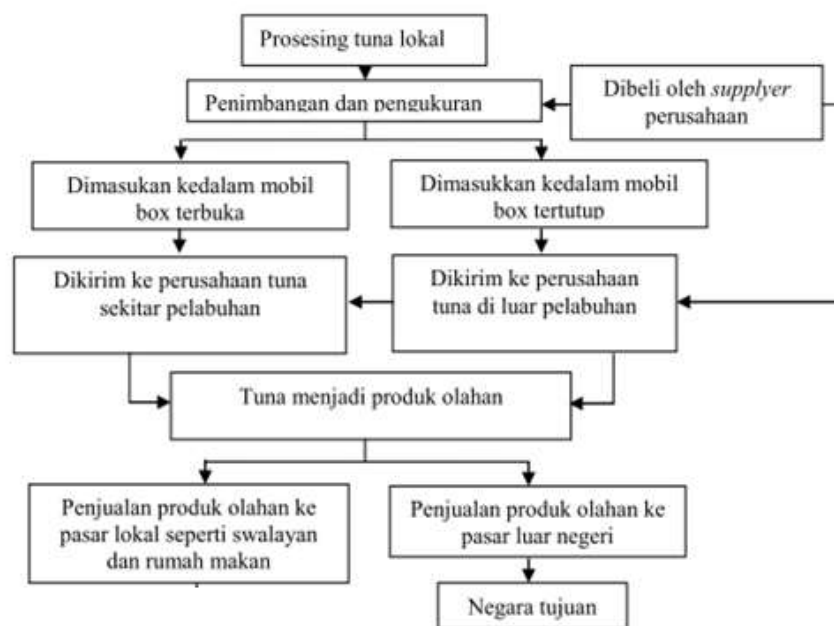 Prosesing tuna lokal
Penimbangan dan pengukuran
Dibeli oleh supplyer
perusahaan
Dimasukan kedalam mobil
box terbuka
Dimasukkan kedalam mobil
box tertutup
Dikirim ke perusahaan tuna
sekitar pelabuhan
Dikirim ke perusahaan
tuna di luar pelabuhan
Tuna menjadi produk olahan
Penjualan produk olahan ke
pasar lokal seperti swalayan
dan rumah makan
Penjualan produk olahan ke
pasar luar negeri
Negara tujuan